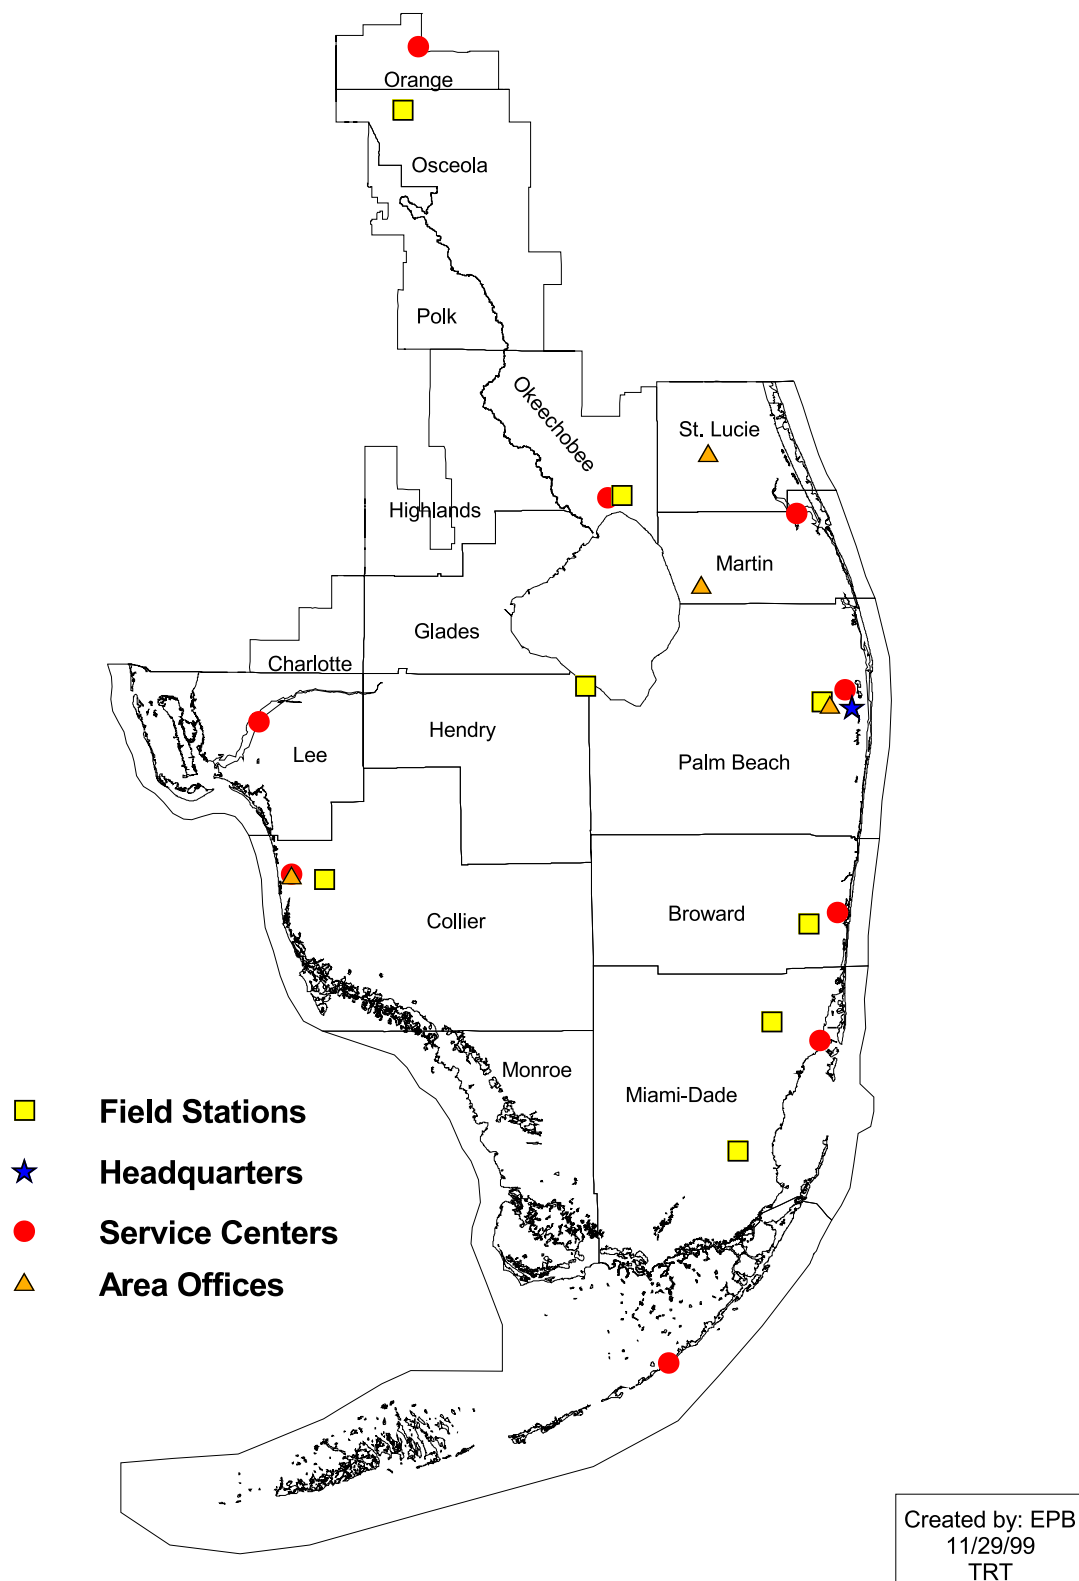 Orange
Osceola
Polk
Okeechobee
St. Lucie
Highlands
Martin
Glades
Charlotte
Hendry
Lee
Palm Beach
Broward
Collier
Monroe
Miami-Dade
Field Stations
Headquarters
Service Centers
Area Offices
Created by: EPB
11/29/99
TRT